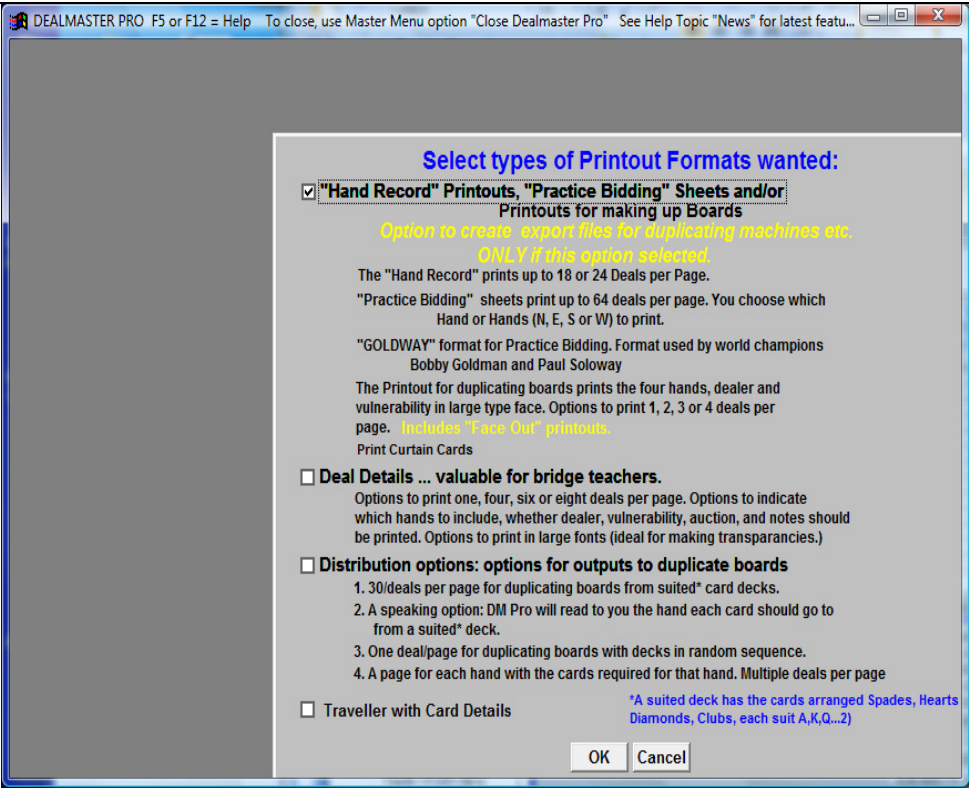 DEALMASTER PRO F5 or F12 = Help To close, use Master Menu option "Close Dealmaster Pro" See Help Topic "News" for latest featu...
Select types of Printout Formats wanted:
"Hand Record" Printouts, "Practice Bidding" Sheets and/or
Printouts for making up Boards
Option to create export files for duplicating machines etc.
ONLY if this option selected.
The "Hand Record" prints up to 18 or 24 Deals per Page.
"Practice Bidding" sheets print up to 64 deals per page. You choose which
Hand or Hands (N, E, S or W) to print.
"GOLDWAY" format for Practice Bidding. Format used by world champions
Bobby Goldman and Paul Soloway
The Printout for duplicating boards prints the four hands, dealer and
vulnerability in large type face. Options to print 1, 2, 3 or 4 deals per
page. Includes "Face Out" printouts.
Print Curtain Cards
Deal Details ... valuable for bridge teachers.
Options to print one, four, six or eight deals per page. Options to indicate
which hands to include, whether dealer, vulnerability, auction, and notes should
be printed. Options to print in large fonts (ideal for making transparancies.)
Distribution options: options for outputs to duplicate boards
1. 30/deals per page for duplicating boards from suited* card decks.
2. A speaking option: DM Pro will read to you the hand each card should go to
from a suited* deck.
3. One deal/page for duplicating boards with decks in random sequence.
4. A page for each hand with the cards required for that hand. Multiple deals per page
Traveller with Card Details
*A suited deck has the cards arranged Spades, Hearts
Diamonds, Clubs, each suit A,K,Q...2)
OK Cancel